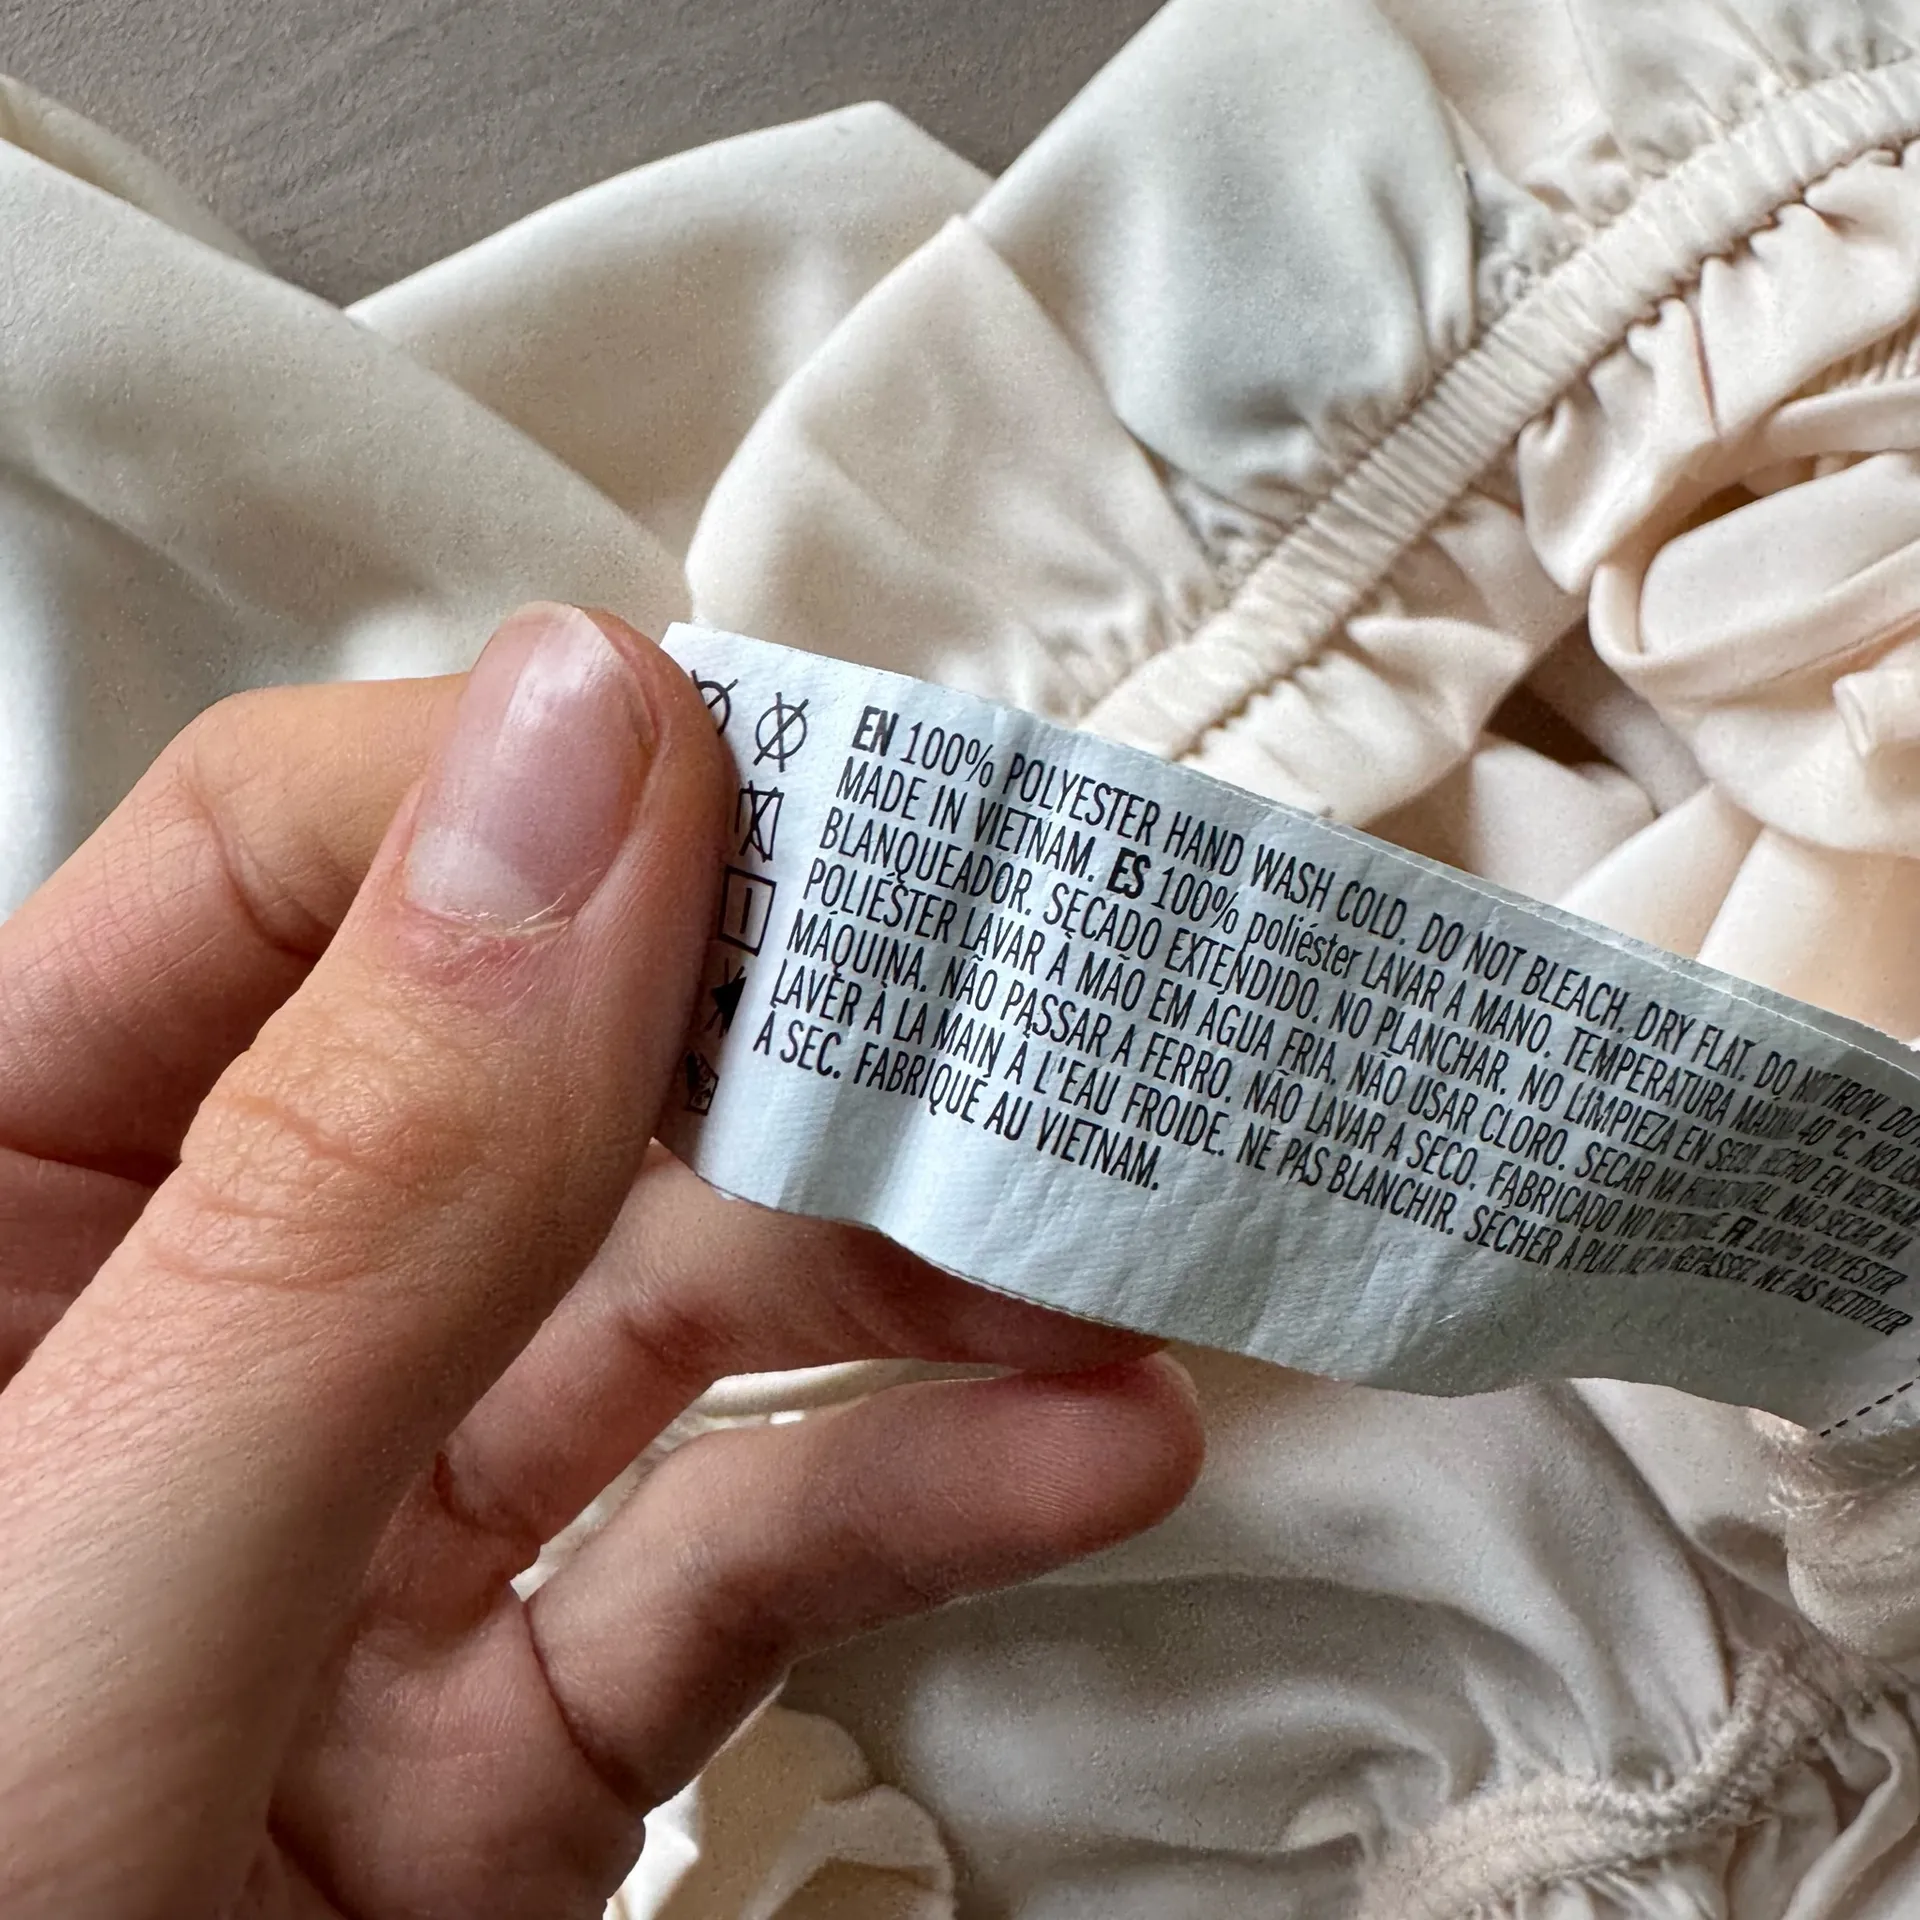 EN 100% POLYESTER HAND WASH COLD. DO NOT BLEACH. DRY FLAT. DO NOT IRON. DO
MADE IN VIETNAM. ES 100% poliéster LAVAR A MANO. TEMPERATURA MÁXIMA 40 °C. NO
BLANQUEADOR. SECADO EXTENDIDO. NO PLANCHAR. NO LIMPIEZA EN SECO. HECHO EN VIETNAM.
POLIÉSTER LAVAR À MÃO EM ÁGUA FRIA. NÃO USAR CLORO. SECAR NA HORIZONTAL. NÃO SECAR NA
MÁQUINA. NÃO PASSAR A FERRO. NÃO LAVAR A SECO. FABRICADO NO VIETNÃ. FR 100% POLYESTER
LAVER À LA MAIN À L'EAU FROIDE. NE PAS BLANCHIR. SÉCHER À PLAT. NE PAS REPASSER. NE PAS NETTOYER
À SEC. FABRIQUÉ AU VIETNAM.